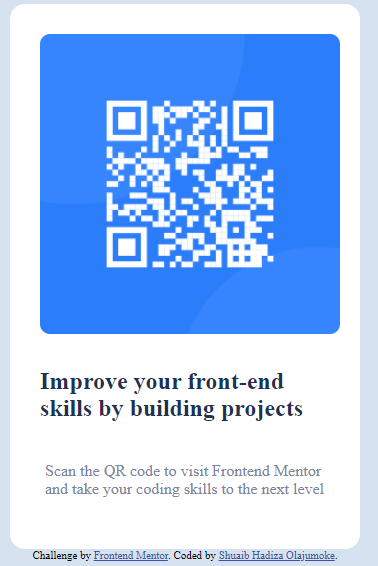 Improve your front-end
skills by building projects
Scan the QR code to visit Frontend Mentor
and take your coding skills to the next level
Challenge by Frontend Mentor. Coded by Shuaib Hadiza Olajumoke.